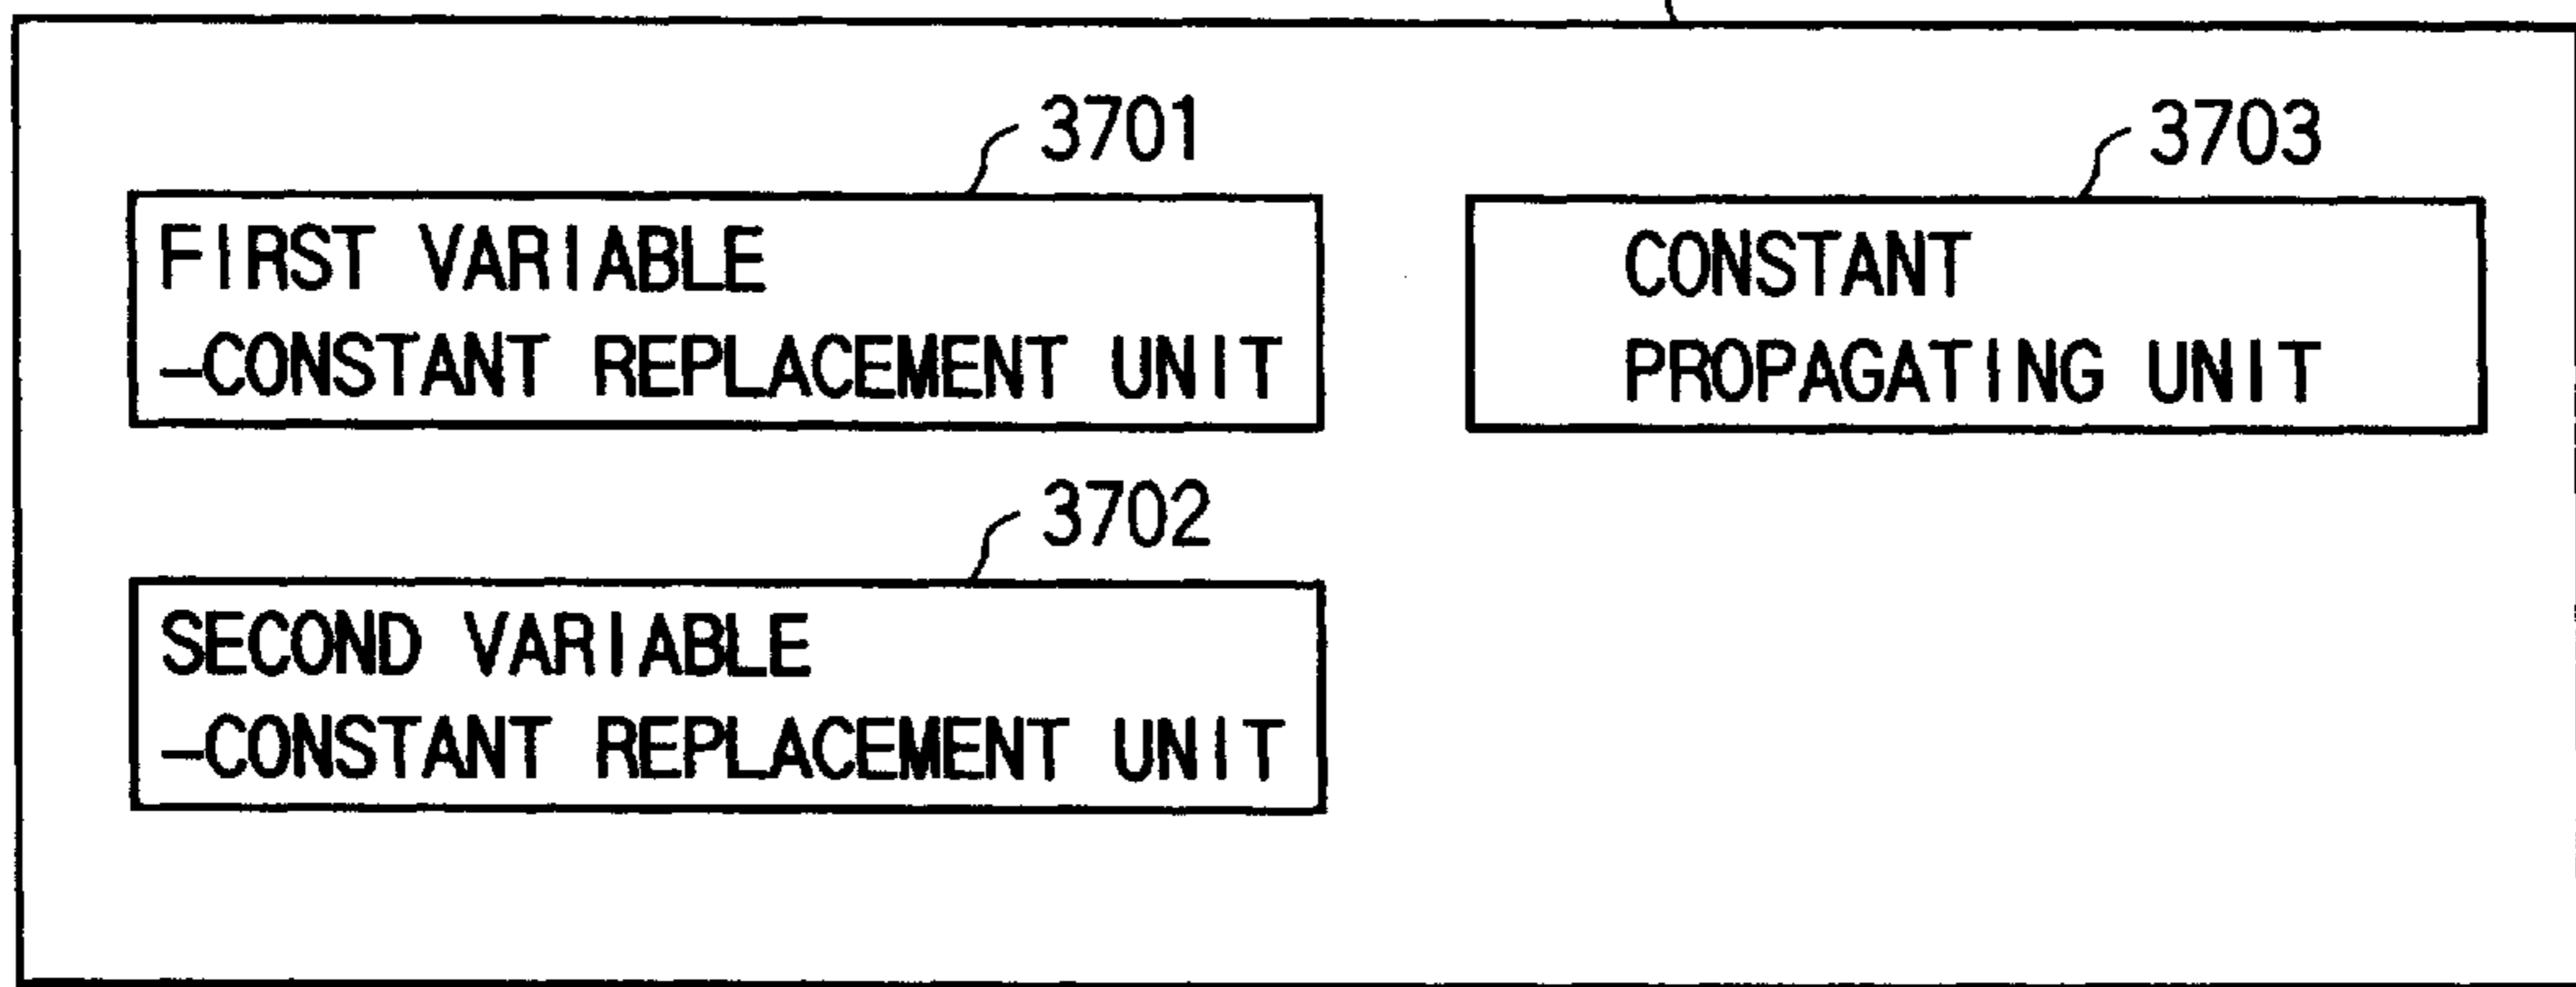 3701
FIRST VARIABLE
-CONSTANT REPLACEMENT UNIT
3703
CONSTANT
PROPAGATING UNIT
3702
SECOND VARIABLE
-CONSTANT REPLACEMENT UNIT